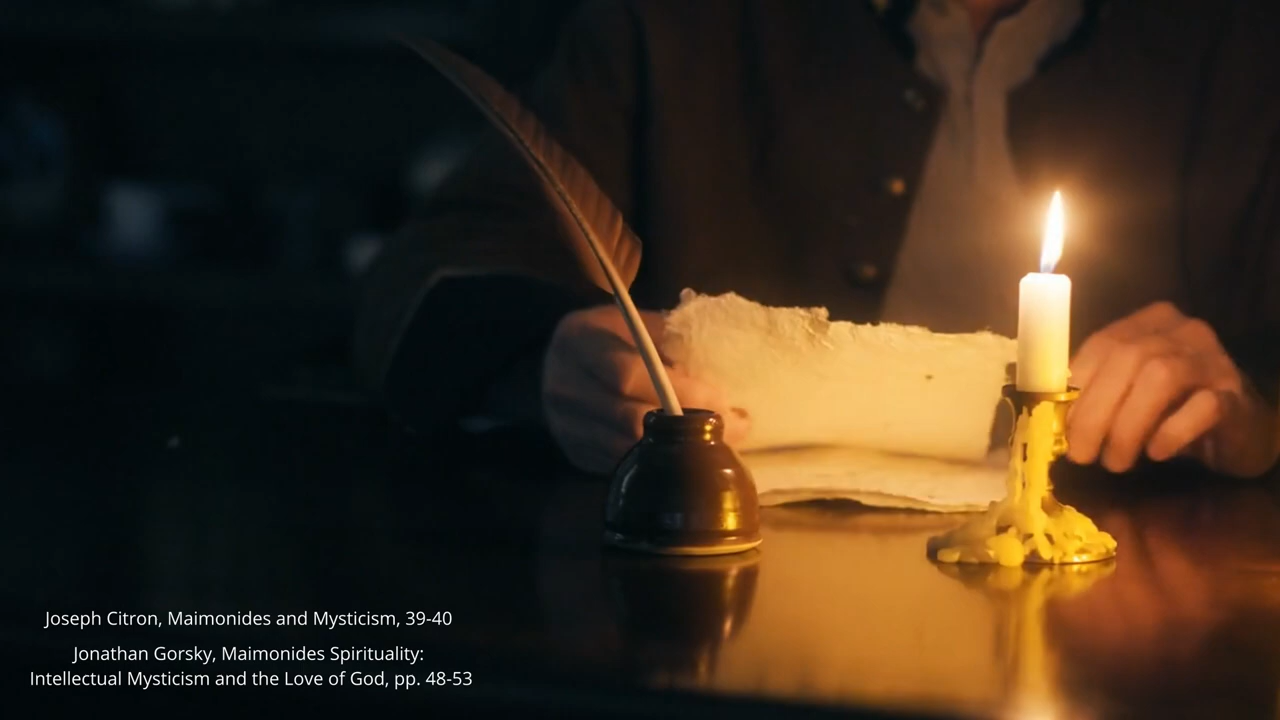 Joseph Citron, Maimonides and Mysticism, 39-40
Jonathan Gorsky, Maimonides Spirituality:
Intellectual Mysticism and the Love of God, pp. 48-53